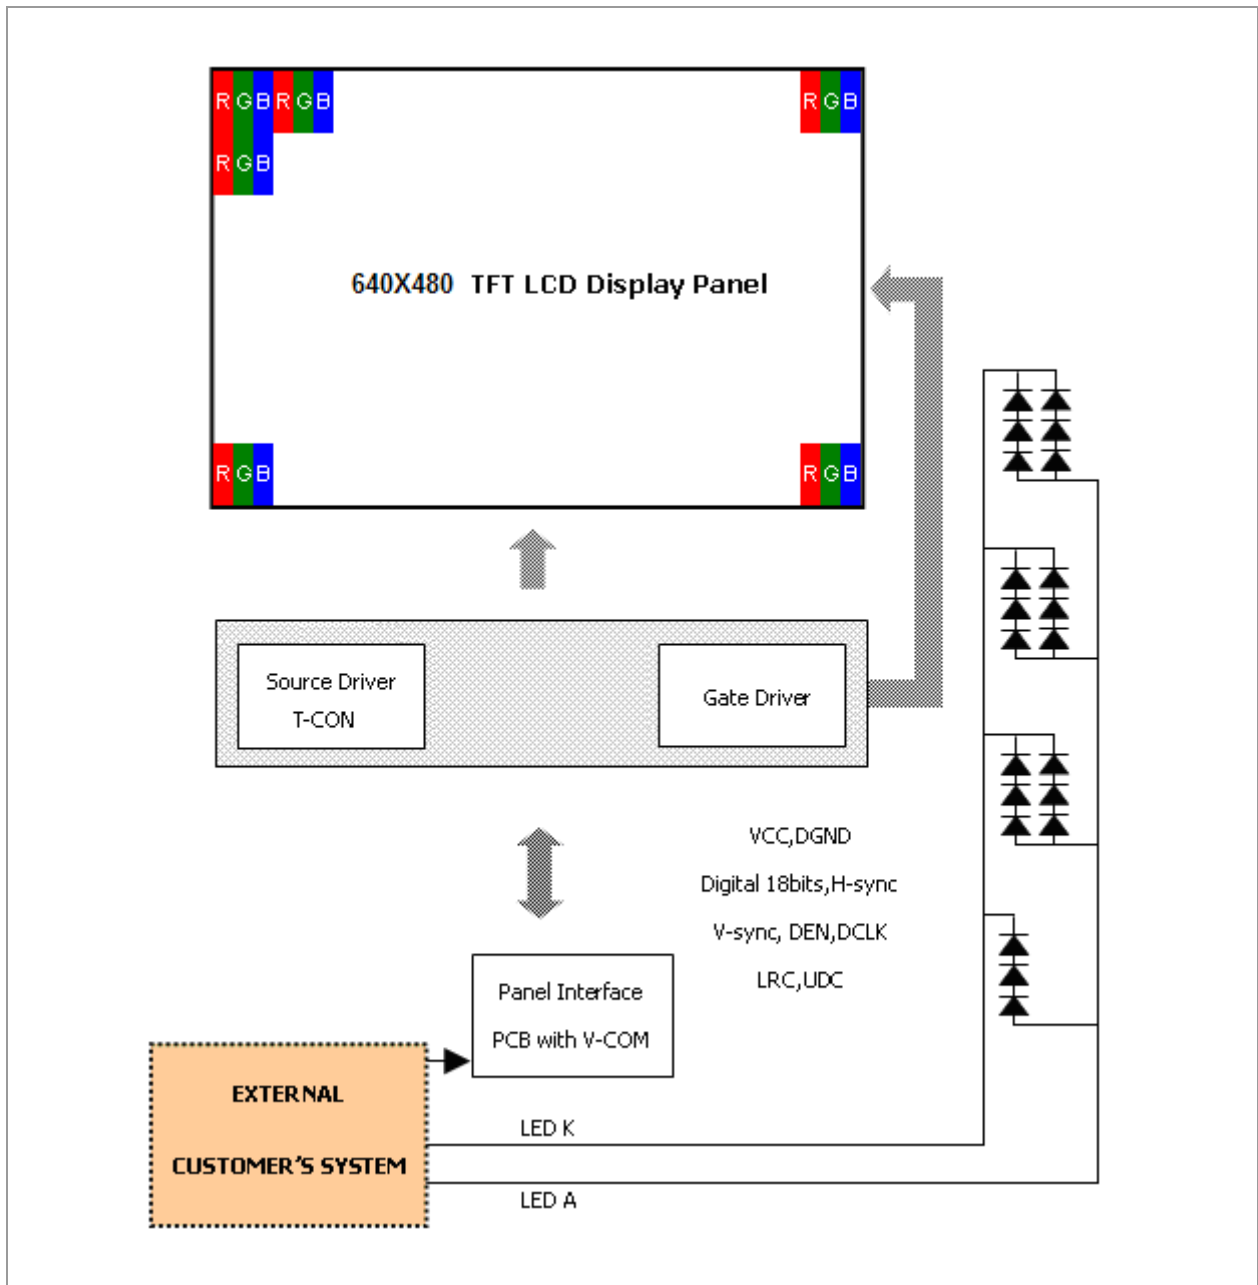 RGBRGB
RGB
RGB
640X480 TFT LCD Display Panel
RGB
RGB
Source Driver
T-CON
Gate Driver
VCC,DGND
Digital 18bits,H-sync
V-sync, DEN,DCLK
LRC,UDC
Panel Interface
PCB with V-COM
EXTERNAL
CUSTOMER'S SYSTEM
LED K
LED A